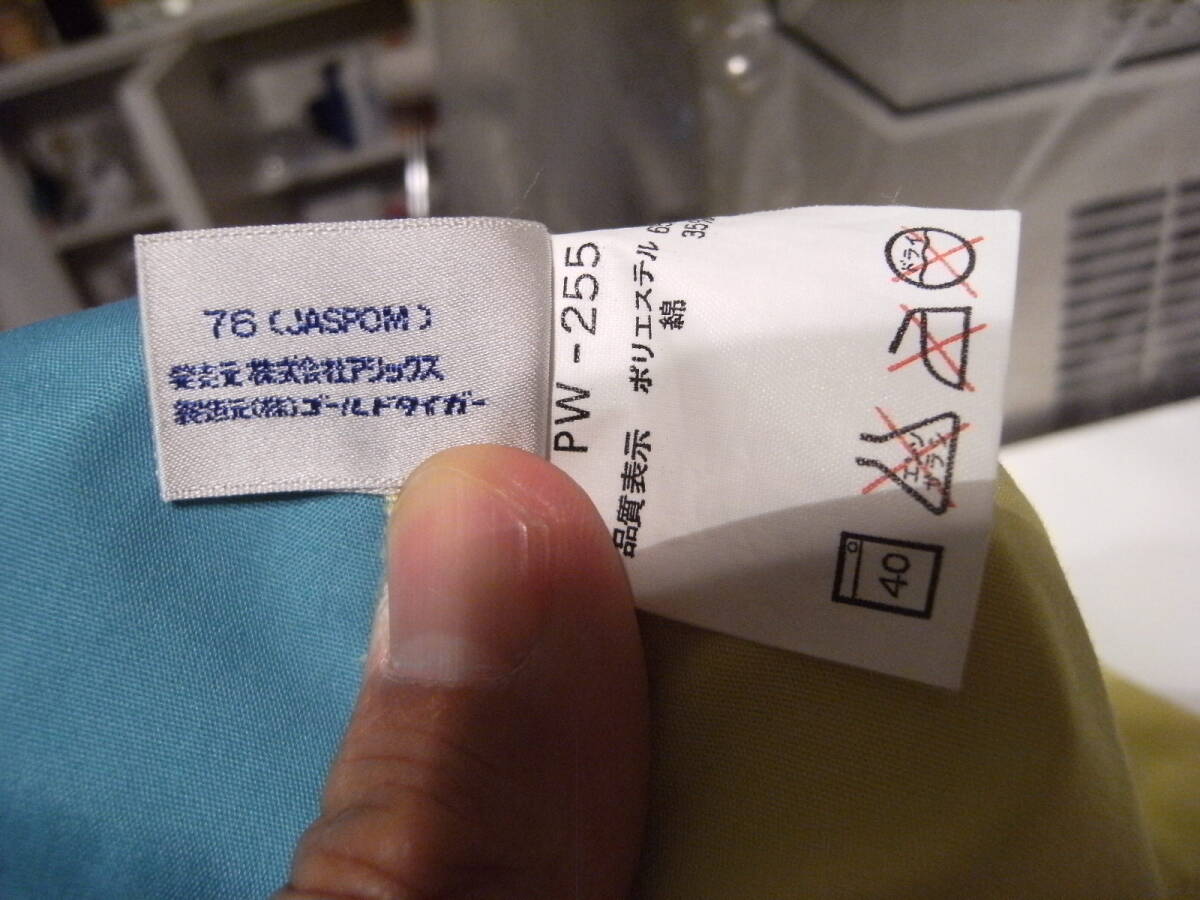 76 (JASPOM)
発売元 株式会社アシックス
製造元(株)ゴールドタイガー
PW-255
品質表示 ポリエステル
綿 35%
ドライ
エンソ
サラシ
40